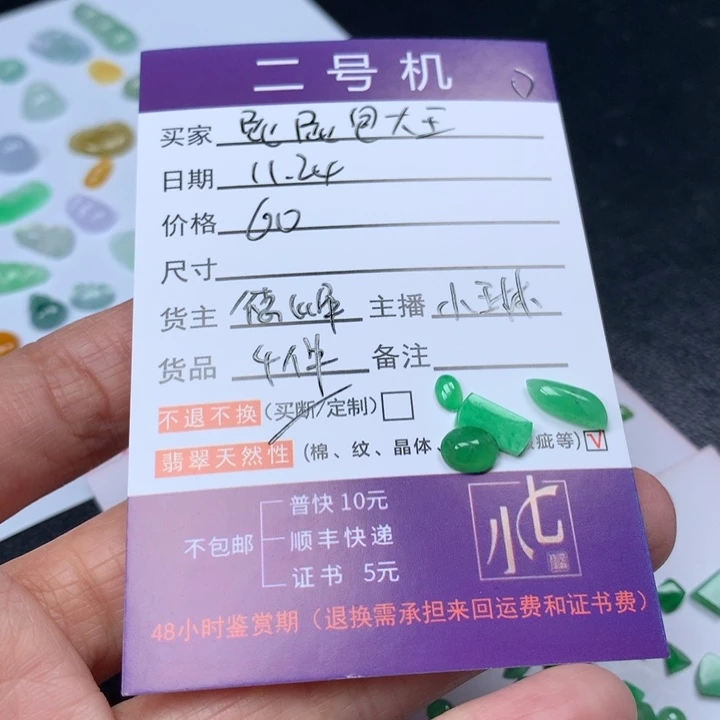 二号机
买家 包大王
日期 11.24
价格 60
尺寸
货主 德峰 主播 小琳
货品 4件 备注
不退不换(买断/定制)
翡翠天然性 (棉、纹、晶体、疵等)
不包邮
普快 10元
顺丰快递
证书 5元
小七
48小时鉴赏期（退换需承担来回运费和证书费）